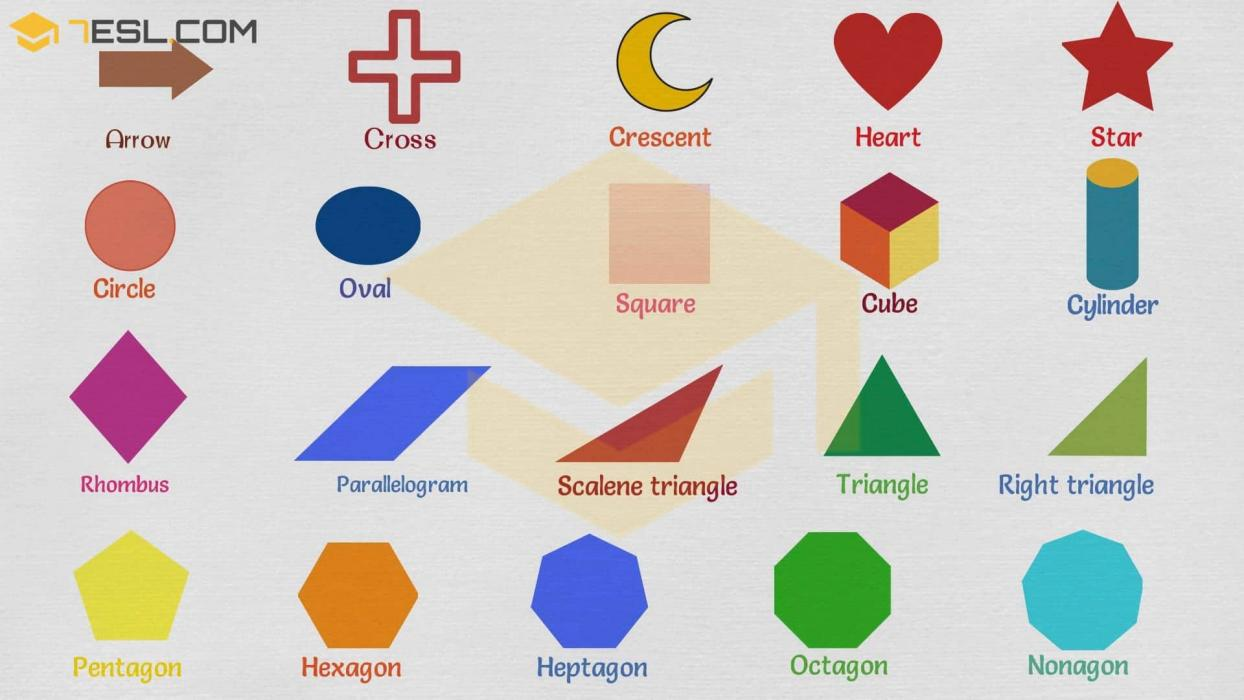 7ESL.COM
Arrow
Cross
Crescent
Heart
Star
Circle
Oval
Square
Cube
Cylinder
Rhombus
Parallelogram
Scalene triangle
Triangle
Right triangle
Pentagon
Hexagon
Heptagon
Octagon
Nonagon